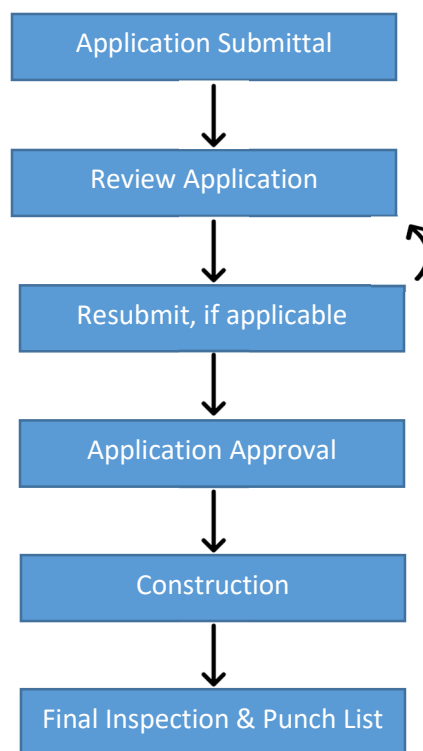 Application Submittal
Review Application
Resubmit, if applicable
Application Approval
Construction
Final Inspection & Punch List